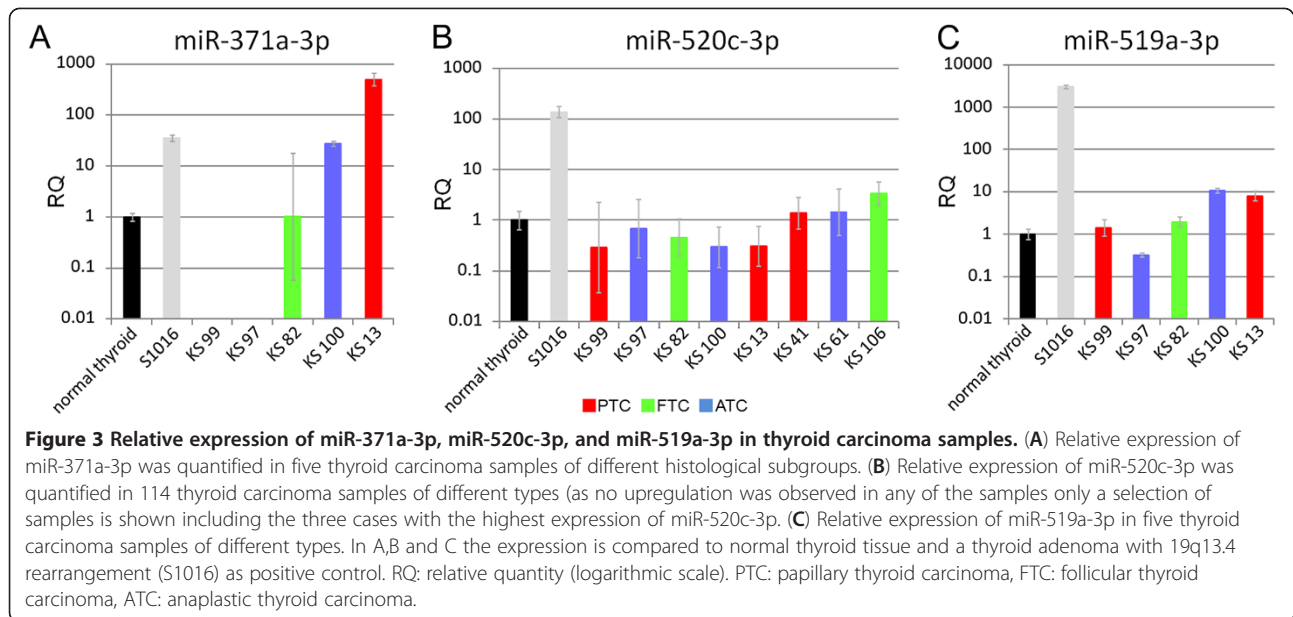 A miR-371a-3p
1000
100
10
1
0.1
0.01
RQ
normal thyroid
S1016
KS 99
KS 97
KS 82
KS 100
KS 13
B miR-520c-3p
1000
100
10
1
0.1
0.01
RQ
normal thyroid
S1016
KS 99
KS 97
KS 82
KS 100
KS 13
KS 41
KS 61
KS 106
C miR-519a-3p
10000
1000
100
10
1
0.1
0.01
RQ
normal thyroid
S1016
KS 99
KS 97
KS 82
KS 100
KS 13
PTC FTC ATC
Figure 3 Relative expression of miR-371a-3p, miR-520c-3p, and miR-519a-3p in thyroid carcinoma samples. (A) Relative expression of
miR-371a-3p was quantified in five thyroid carcinoma samples of different histological subgroups. (B) Relative expression of miR-520c-3p was
quantified in 114 thyroid carcinoma samples of different types (as no upregulation was observed in any of the samples only a selection of
samples is shown including the three cases with the highest expression of miR-520c-3p. (C) Relative expression of miR-519a-3p in five thyroid
carcinoma samples of different types. In A,B and C the expression is compared to normal thyroid tissue and a thyroid adenoma with 19q13.4
rearrangement (S1016) as positive control. RQ: relative quantity (logarithmic scale). PTC: papillary thyroid carcinoma, FTC: follicular thyroid
carcinoma, ATC: anaplastic thyroid carcinoma.